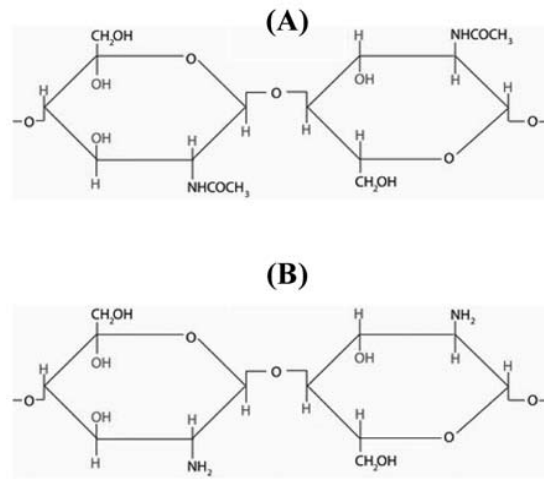 (A)
CH₂OH O H NHCOCH₃
H OH O OH H H
–O OH H H H H O–
H NHCOCH₃ CH₂OH O
(B)
CH₂OH O H NH₂
H OH O OH H H
–O OH H H H H O–
H NH₂ CH₂OH O